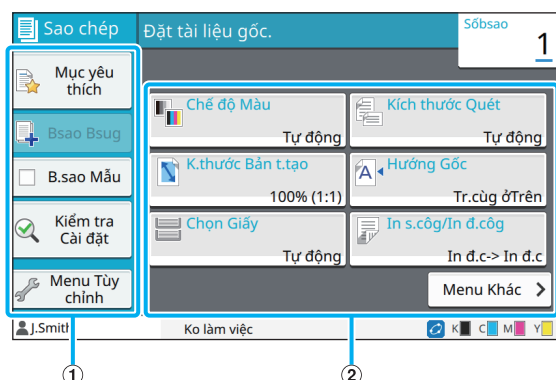 Sao chép
Đặt tài liệu gốc.
Sốbsao
1
Mục yêu
thích
Bsao Bsug
B.sao Mẫu
Kiểm tra
Cài đặt
Menu Tùy
chỉnh
Chế độ Màu
Tự động
Kích thước Quét
Tự động
K.thước Bản t.tạo
100% (1:1)
Hướng Gốc
Tr.cùg ởTrên
Chọn Giấy
Tự động
In s.côg/In đ.côg
In đ.c-> In đ.c
Menu Khác
J.Smith
Ko làm việc
K C M Y
1
2